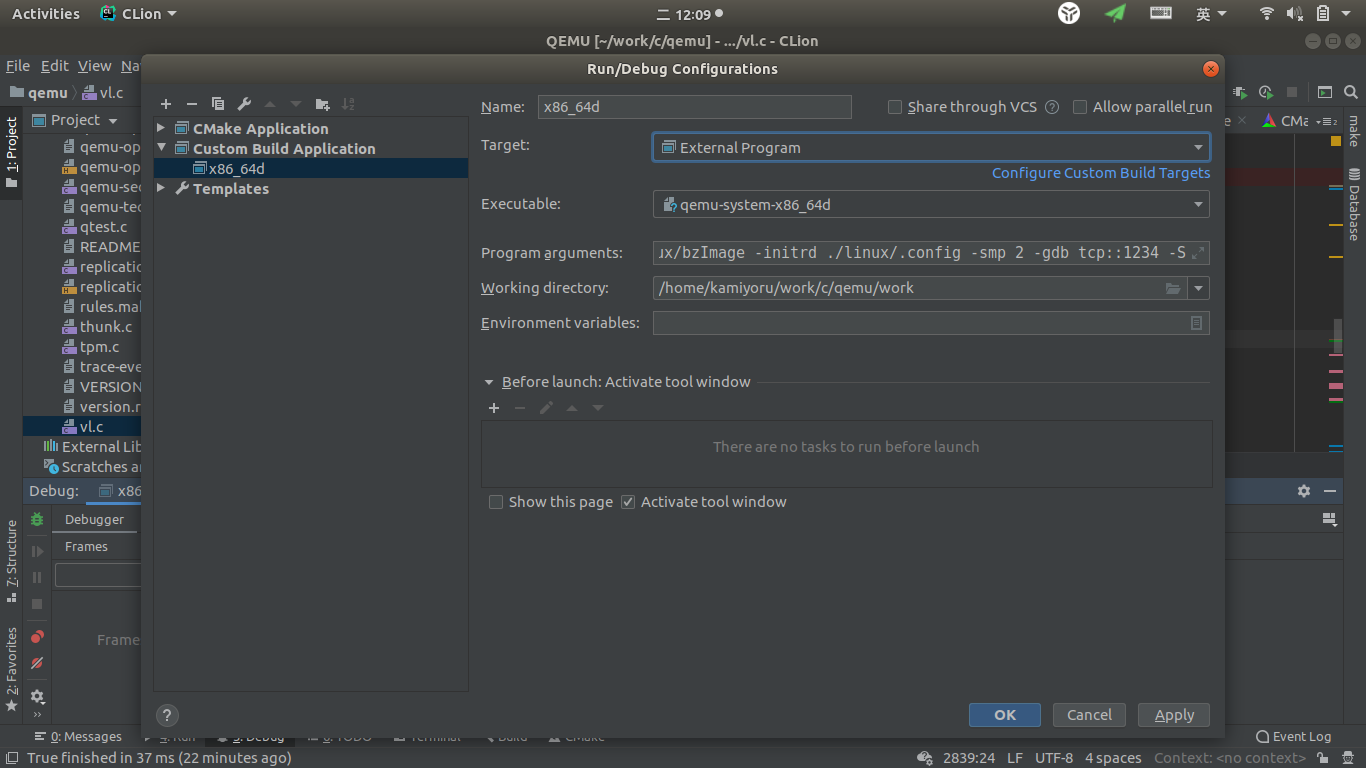 Activities CLion 二 12:09 英
QEMU [~/work/c/qemu] - .../vl.c - CLion
File Edit View
Run/Debug Configurations
qemu vl.c
Name: x86_64d Share through VCS Allow parallel run
1: Project
Project
CMake Application
Custom Build Application
x86_64d
Templates
Target: External Program
Configure Custom Build Targets
Executable: qemu-system-x86_64d
Program arguments: ux/bzImage -initrd ./linux/.config -smp 2 -gdb tcp::1234 -S
Working directory: /home/kamiyoru/work/c/qemu/work
Environment variables:
Before launch: Activate tool window
There are no tasks to run before launch
Show this page Activate tool window
OK Cancel Apply
?
make
Database
qemu-op
qemu-op
qemu-sec
qemu-tec
qtest.c
README
replicatic
replicatic
rules.mal
thunk.c
tpm.c
trace-eve
VERSION
version.r
vl.c
External Lib
Scratches a
Debug: x86
Debugger
Frames
Frame
7: Structure
2: Favorites
0: Messages 4: Run 5: Debug 6: TODO Terminal Build CMake Event Log
True finished in 37 ms (22 minutes ago) 2839:24 LF UTF-8 4 spaces Context: <no context>